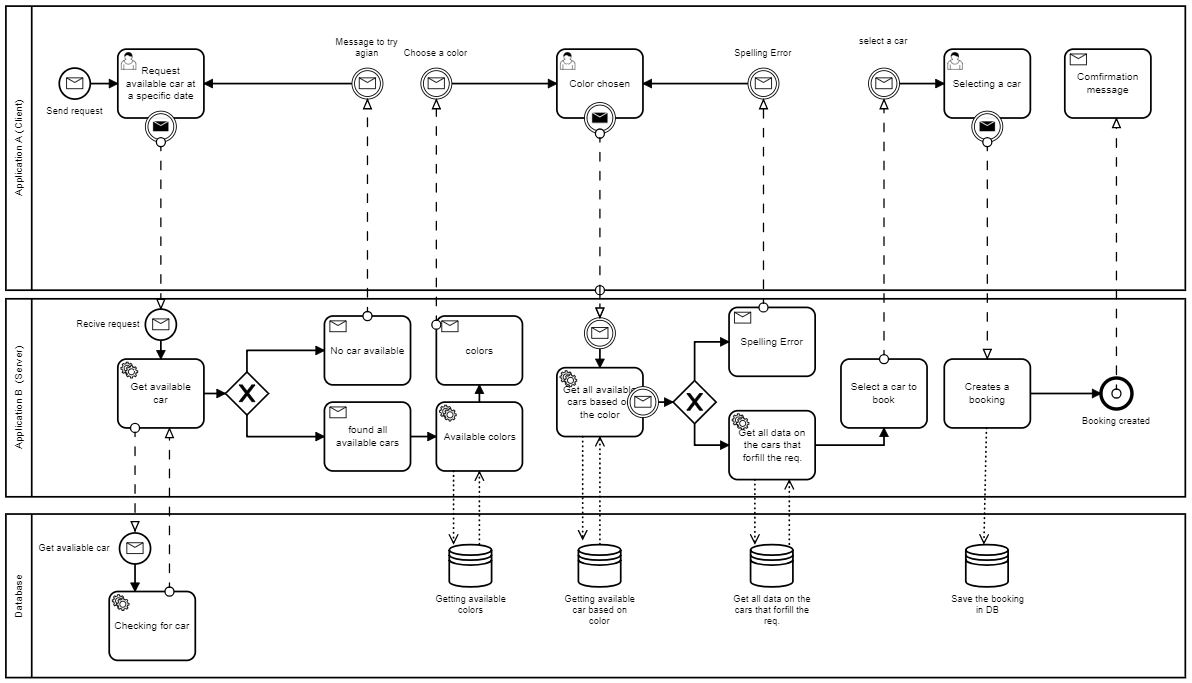 Application A (Client)
Send request
Request
available car at
a specific date
Message to try
agian
Choose a color
Color chosen
Spelling Error
select a car
Selecting a car
Comfirmation
message
Application B (Server)
Recive request
Get available
car
No car available
found all
available cars
colors
Available colors
Get all available
cars based on
the color
Spelling Error
Get all data on
the cars that
forfill the req.
Select a car to
book
Creates a
booking
Booking created
Database
Get avaliable car
Checking for car
Getting available
colors
Getting available
car based on
color
Get all data on the
cars that forfill the
req.
Save the booking
in DB